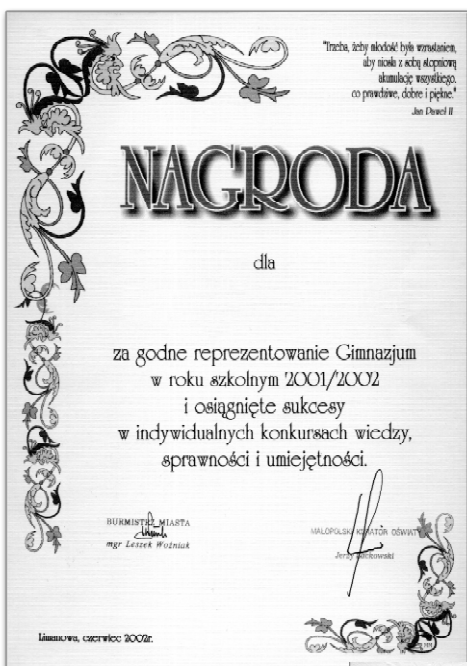 "Trzeba, żeby młodość była wzrastaniem,
aby niosła z sobą stopniową
akumulację wszystkiego,
co prawdziwe, dobre i piękne."
Jan Paweł II
NAGRODA
dla
za godne reprezentowanie Gimnazjum
w roku szkolnym 2001/2002
i osiągnięte sukcesy
w indywidualnych konkursach wiedzy,
sprawności i umiejętności.
BURMISTRZ MIASTA
mgr Leszek Woźniak
MAŁOPOLSKI KURATOR OŚWIATY
Jerzy Lackowski
Limanowa, czerwiec 2002r.